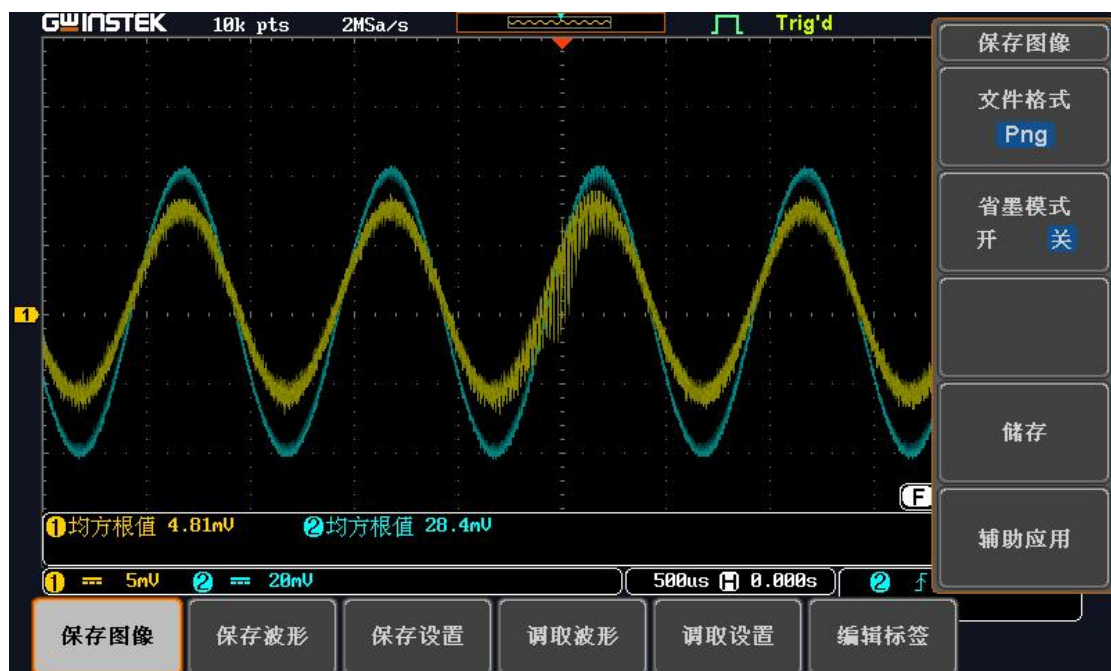 GWINSTEK 10k pts 2MSa/s Trig'd
保存图像
文件格式
Png
省墨模式
开 关
1
储存
F
1均方根值 4.81mV 2均方根值 28.4mV
辅助应用
1 5mV 2 20mV 500us H 0.000s 2
保存图像 保存波形 保存设置 调取波形 调取设置 编辑标签